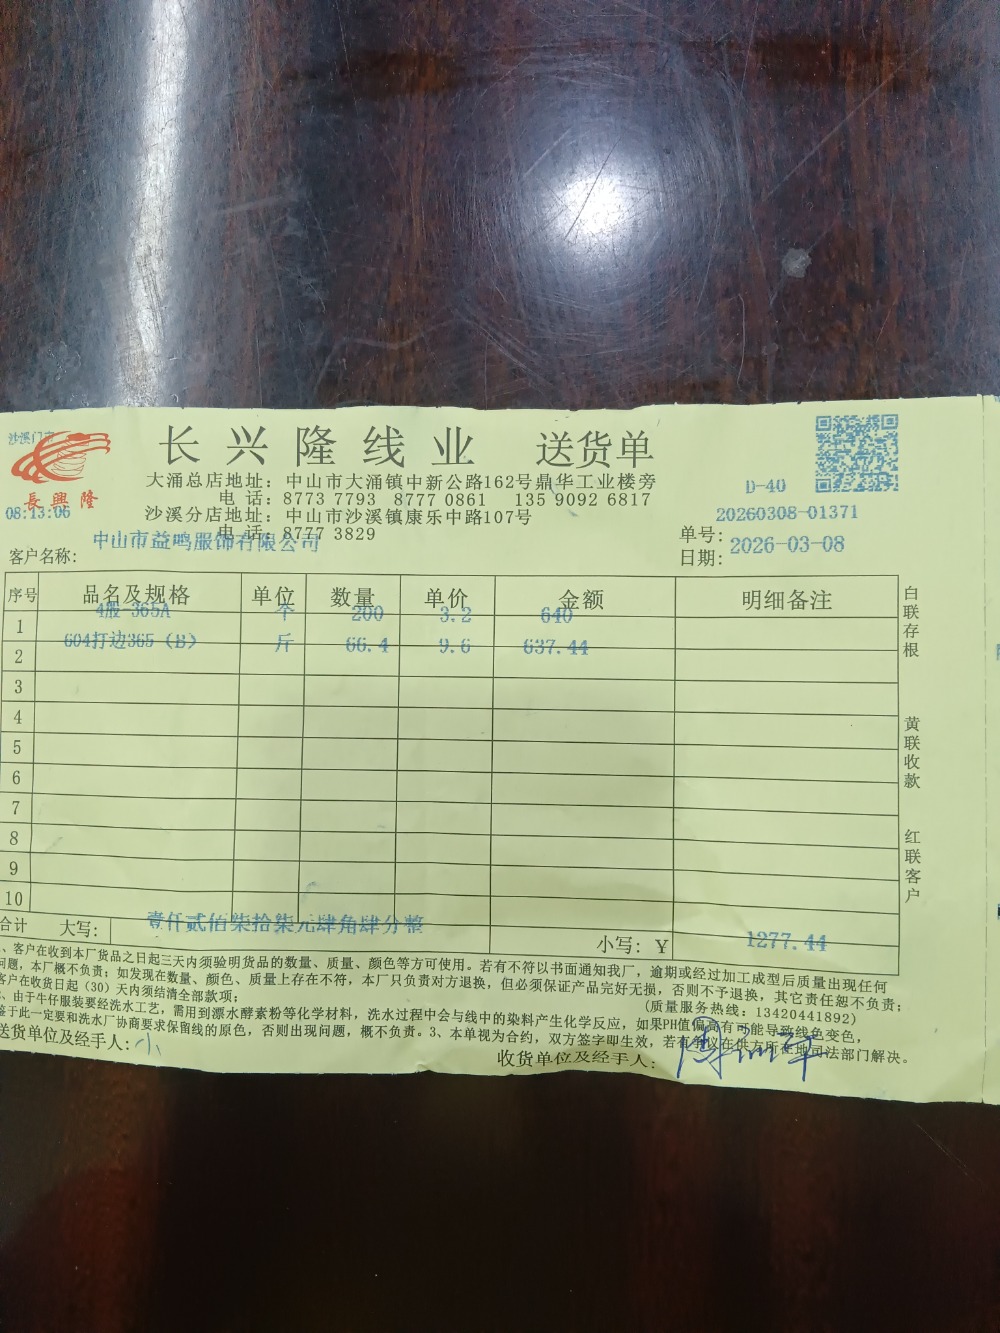 沙溪门市
長興隆
08:13:06
长兴隆线业 送货单
大涌总店地址：中山市大涌镇中新公路162号鼎华工业楼旁
电 话：8773 7793 8777 0861 135 9092 6817
沙溪分店地址：中山市沙溪镇康乐中路107号
电 话：8777 3829
D-40
单号：20260308-01371
日期：2026-03-08
客户名称：中山市益鸣服饰有限公司
序号 品名及规格 单位 数量 单价 金额 明细备注
1 4股-365A 个 200 3.2 640
2 604打边365（B） 斤 66.4 9.6 637.44
3
4
5
6
7
8
9
10
合计 大写：壹仟贰佰柒拾柒元肆角肆分整 小写：￥ 1277.44
白联存根
黄联收款
红联客户
、客户在收到本厂货品之日起三天内须验明货品的数量、质量、颜色等方可使用。若有不符以书面通知我厂，逾期或经过加工成型后质量出现任何
问题，本厂概不负责；如发现在数量、颜色、质量上存在不符，本厂只负责对方退换，但必须保证产品完好无损，否则不予退换，其它责任恕不负责；
客户在收货日起（30）天内须结清全部款项；
（质量服务热线：13420441892）
、由于牛仔服装要经洗水工艺，需用到漂水酵素粉等化学材料，洗水过程中会与线中的染料产生化学反应，如果PH值偏高有可能导致线色变色，
鉴于此一定要和洗水厂协商要求保留线的原色，否则出现问题，概不负责。3、本单视为合约，双方签字即生效，若有争议在供方所在地司法部门解决。
送货单位及经手人：小
收货单位及经手人：